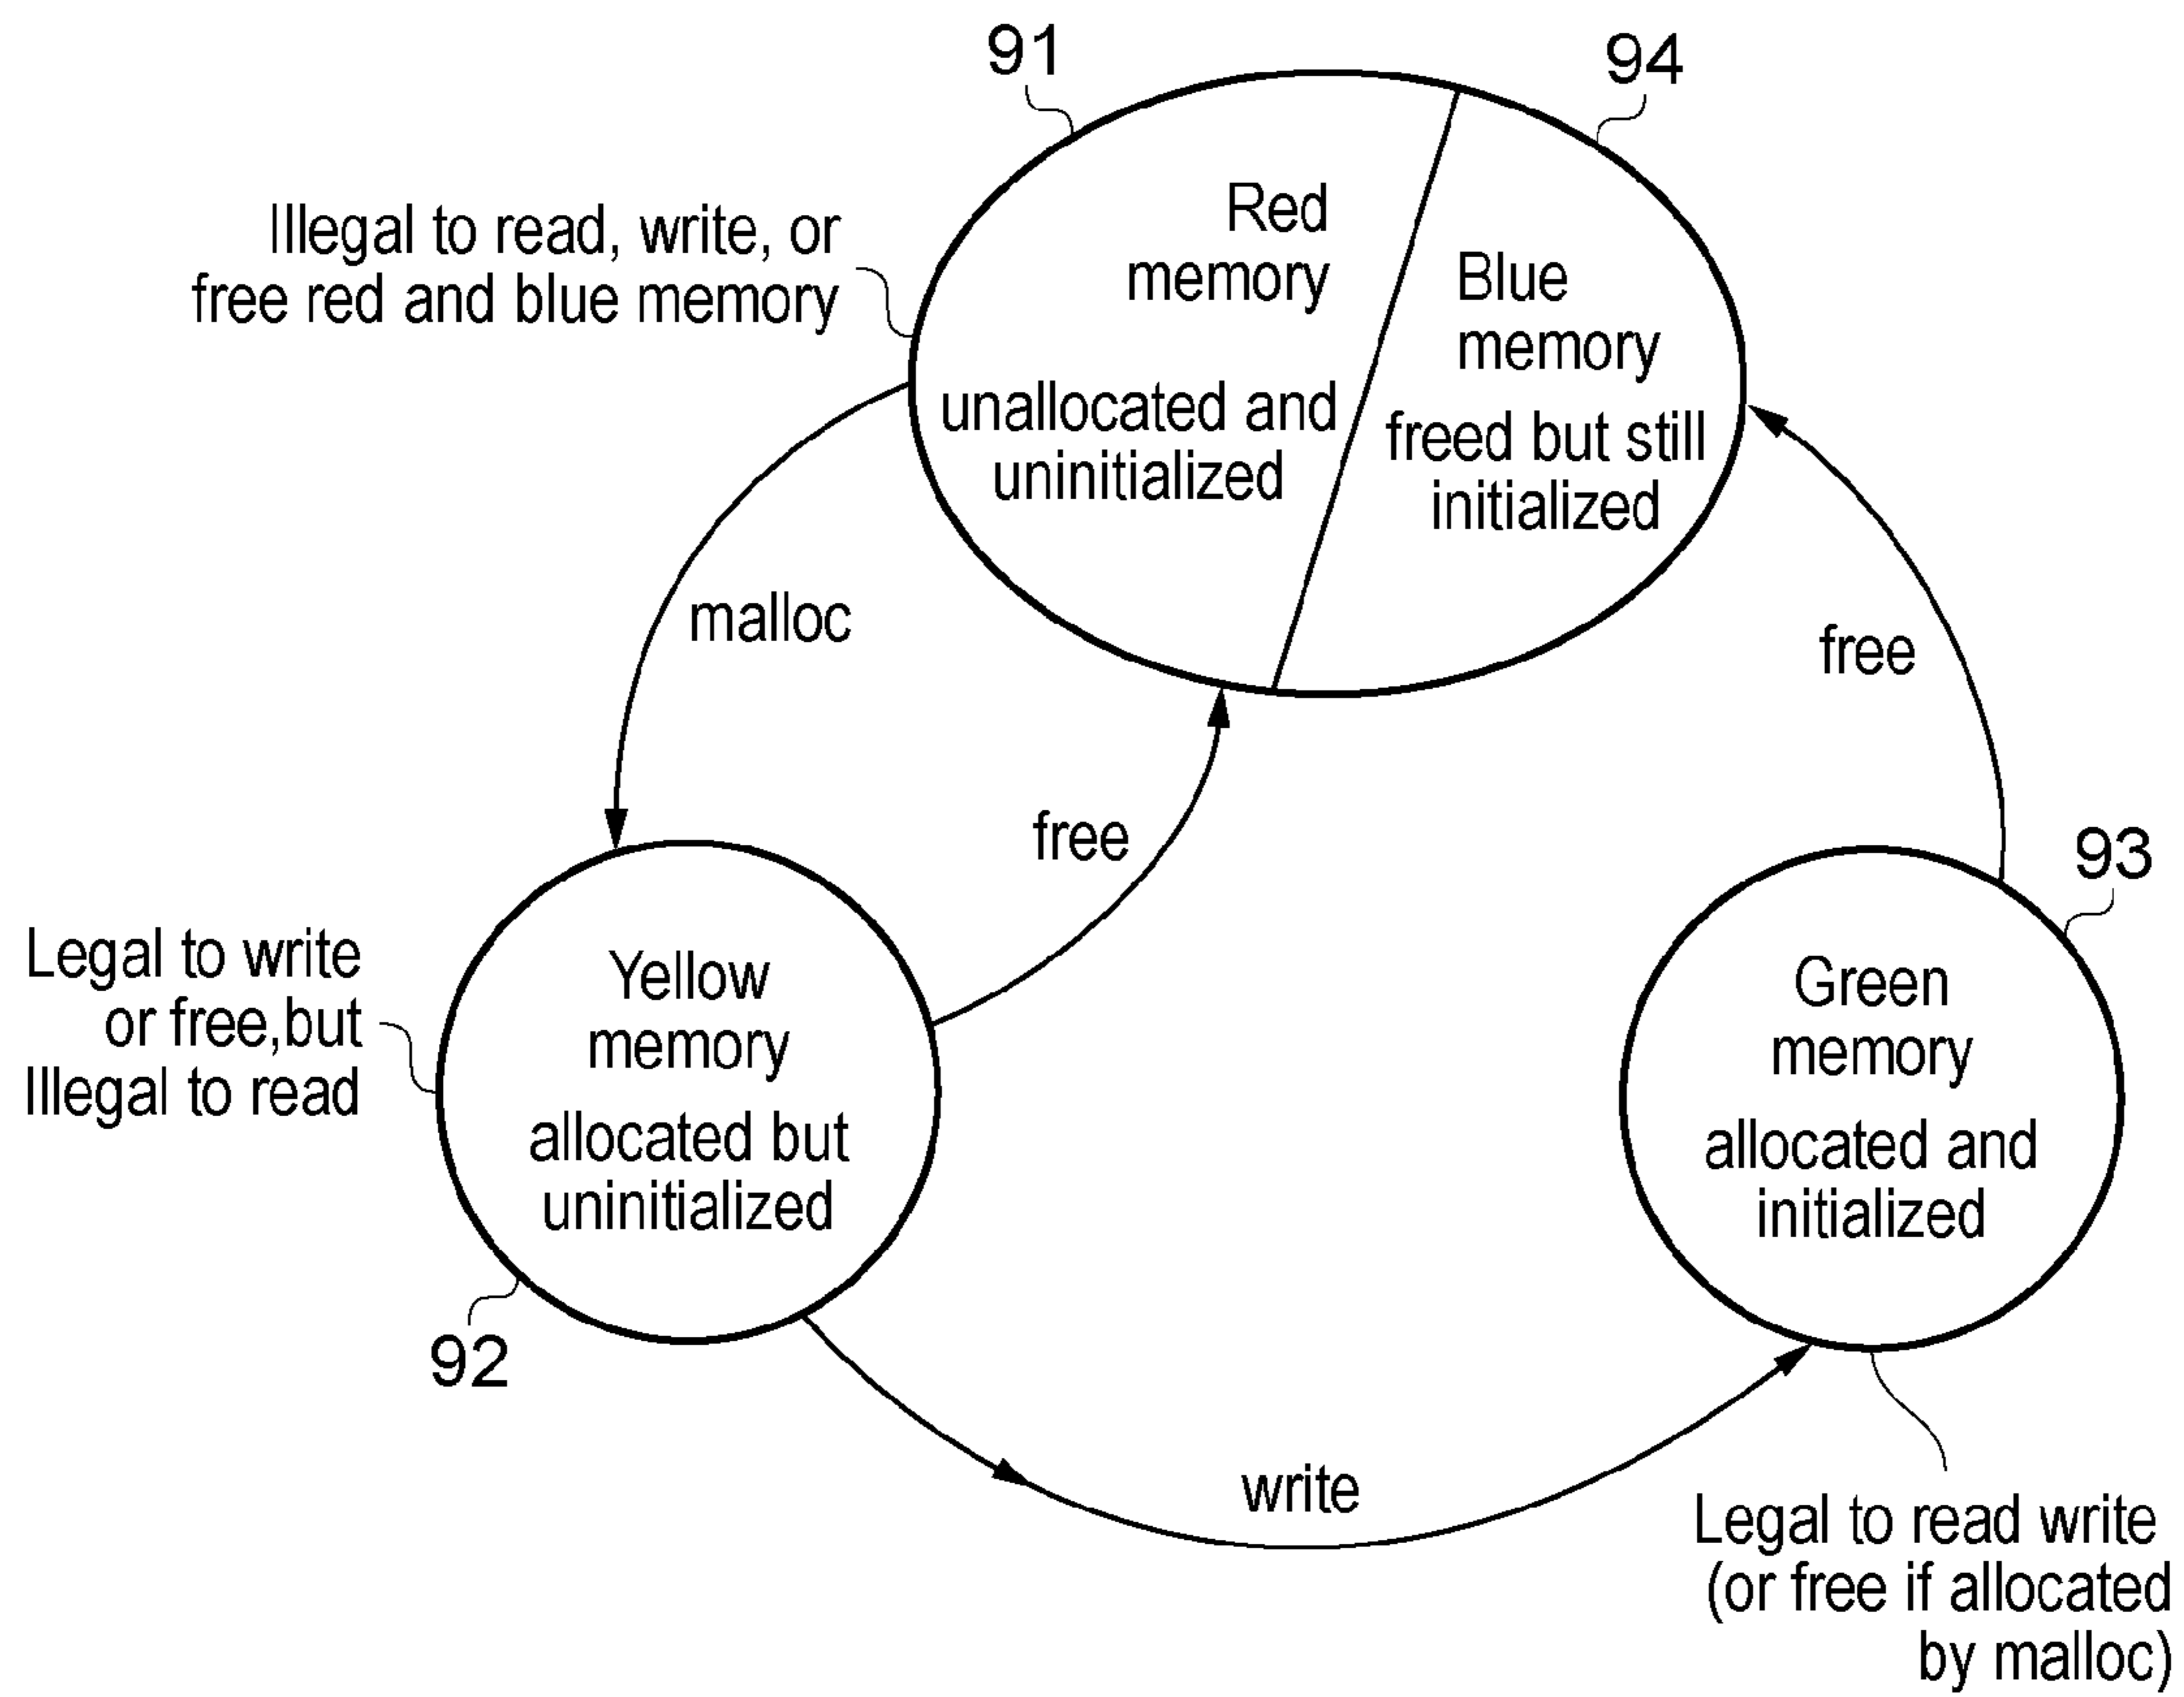 91
94
Illegal to read, write, or
free red and blue memory
Red
memory
unallocated and
uninitialized
Blue
memory
freed but still
initialized
malloc
free
free
93
Legal to write
or free,but
Illegal to read
Yellow
memory
allocated but
uninitialized
Green
memory
allocated and
initialized
92
write
Legal to read write
(or free if allocated
by malloc)